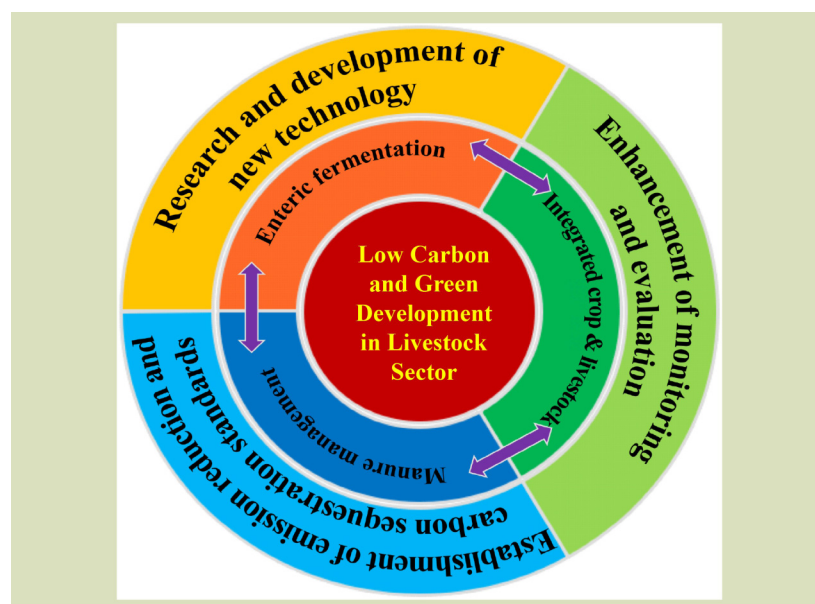 Research and development of
new technology
Enhancement of monitoring
and evaluation
Establishment of emission reduction and
carbon sequestration standards
Enteric fermentation
Integrated crop & livestock
Manure management
Low Carbon
and Green
Development
in Livestock
Sector